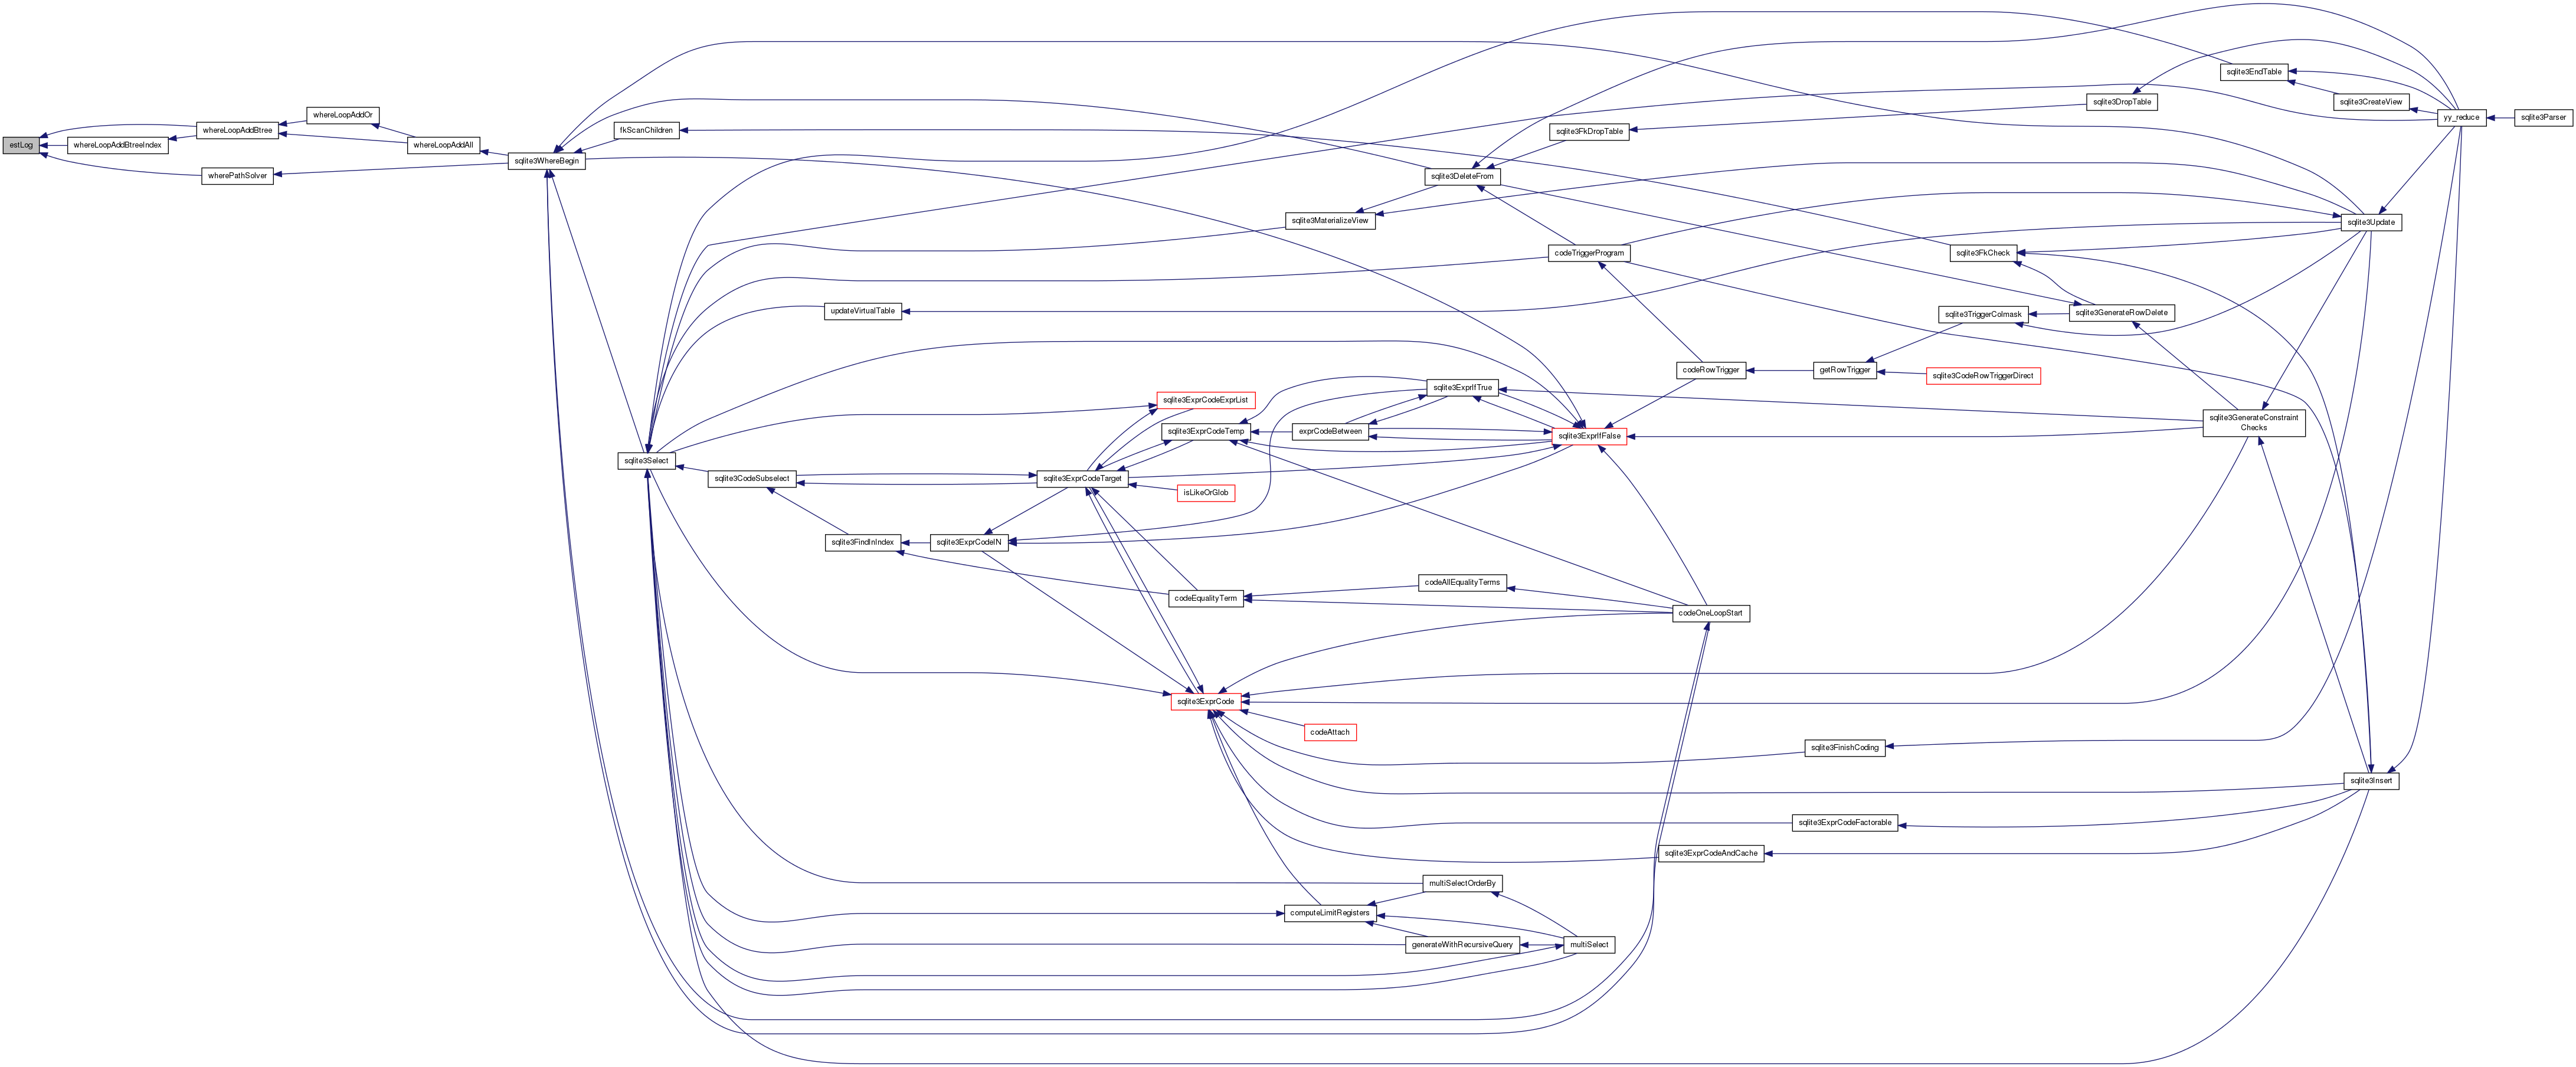 estLog
whereLoopAddBtree
whereLoopAddBtreeIndex
wherePathSolver
whereLoopAddOr
whereLoopAddAll
sqlite3WhereBegin
fkScanChildren
sqlite3Select
sqlite3CodeSubselect
updateVirtualTable
sqlite3FindInIndex
sqlite3ExprCodeIN
sqlite3ExprCodeTarget
sqlite3ExprCodeExprList
sqlite3ExprCodeTemp
isLikeOrGlob
codeEqualityTerm
sqlite3ExprCode
codeAttach
exprCodeBetween
computeLimitRegisters
sqlite3MaterializeView
sqlite3DeleteFrom
sqlite3ExprIfTrue
codeAllEqualityTerms
multiSelectOrderBy
generateWithRecursiveQuery
multiSelect
sqlite3FkDropTable
codeTriggerProgram
sqlite3ExprIfFalse
codeRowTrigger
codeOneLoopStart
sqlite3ExprCodeAndCache
sqlite3ExprCodeFactorable
sqlite3FinishCoding
getRowTrigger
sqlite3CodeRowTriggerDirect
sqlite3TriggerColmask
sqlite3FkCheck
sqlite3GenerateRowDelete
sqlite3DropTable
sqlite3EndTable
sqlite3CreateView
sqlite3GenerateConstraint
Checks
sqlite3Update
sqlite3Insert
yy_reduce
sqlite3Parser